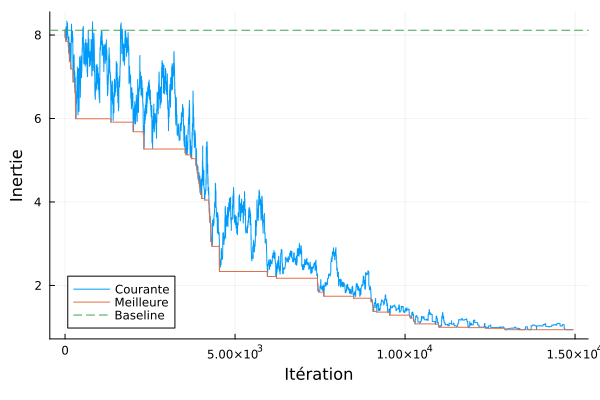 Inertie
8
6
4
2
Courante
Meilleure
Baseline
0
5.00×10³
1.00×10⁴
1.50×10⁴
Itération